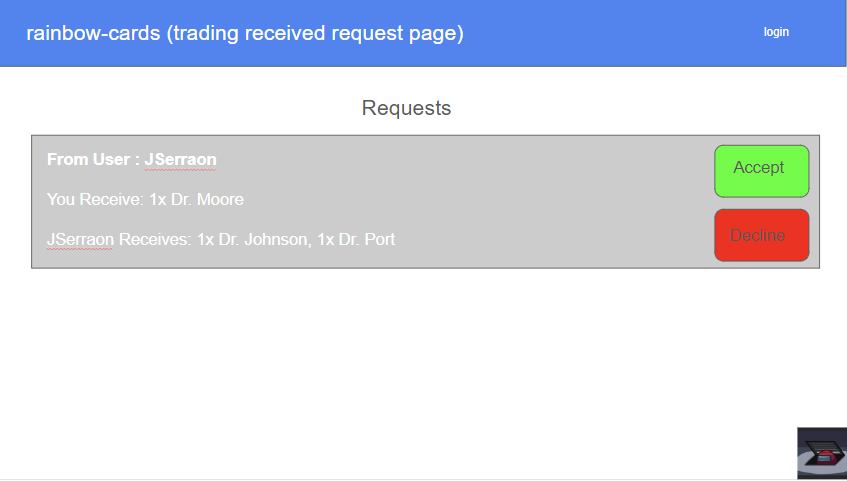 rainbow-cards (trading received request page)
login
Requests
From User : JSerraon
Accept
You Receive: 1x Dr. Moore
Decline
JSerraon Receives: 1x Dr. Johnson, 1x Dr. Port